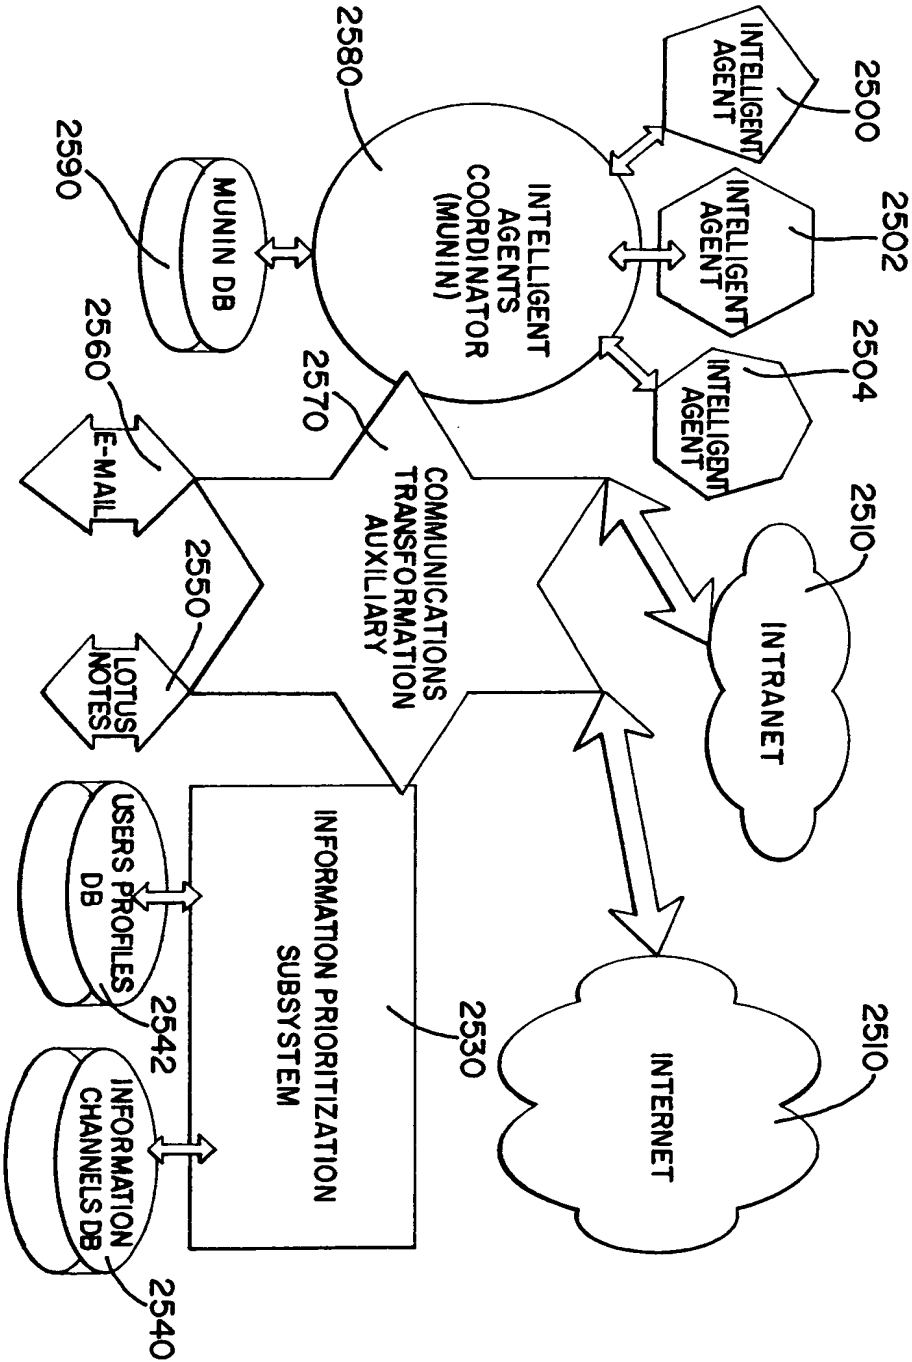 2500
INTELLIGENT
AGENT
2502
INTELLIGENT
AGENT
2504
INTELLIGENT
AGENT
2510
INTRANET
2510
INTERNET
2580
INTELLIGENT
AGENTS
COORDINATOR
(MUNIN)
2590
MUNIN DB
2570
COMMUNICATIONS
TRANSFORMATION
AUXILIARY
2560
E-MAIL
2550
LOTUS
NOTES
2530
INFORMATION PRIORITIZATION
SUBSYSTEM
USERS PROFILES
DB
2542
INFORMATION
CHANNELS DB
2540